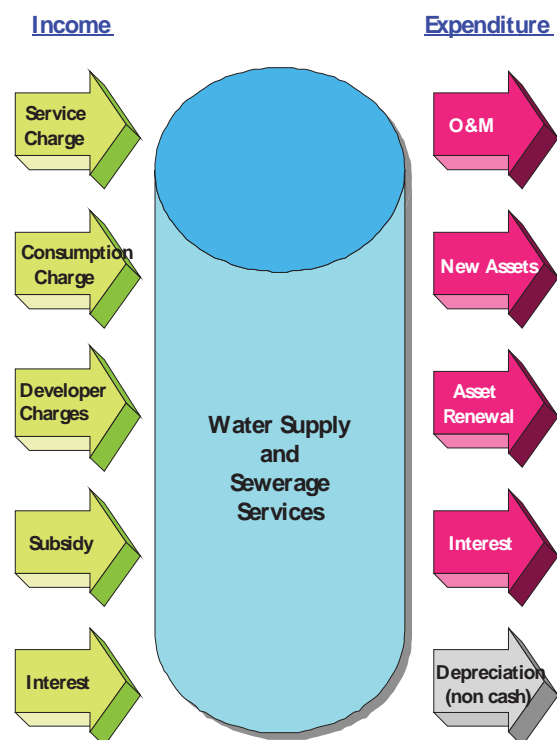 Income
Expenditure
Service
Charge
Consumption
Charge
Developer
Charges
Subsidy
Interest
Water Supply
and
Sewerage
Services
O&M
New Assets
Asset
Renewal
Interest
Depreciation
(non cash)